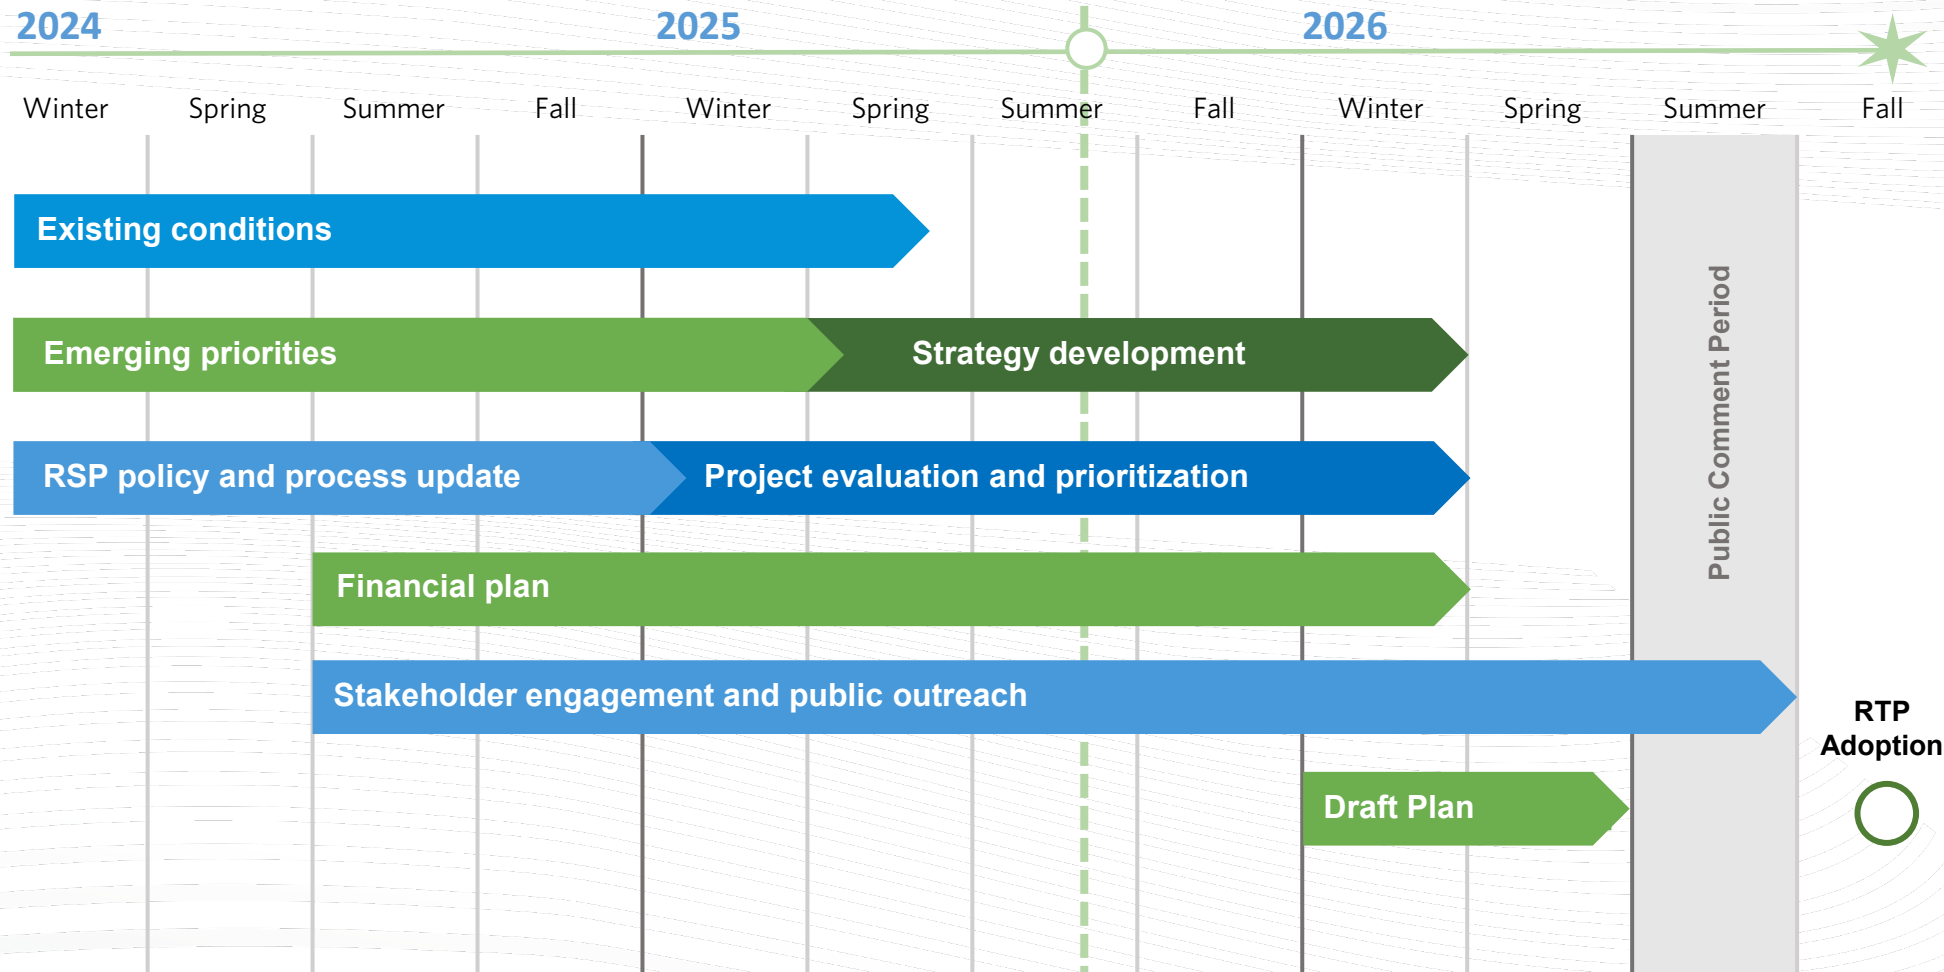 2024 2025 2026
Winter Spring Summer Fall Winter Spring Summer Fall Winter Spring Summer Fall
Existing conditions
Emerging priorities Strategy development
RSP policy and process update Project evaluation and prioritization
Financial plan
Stakeholder engagement and public outreach
Draft Plan
Public Comment Period
RTP
Adoption